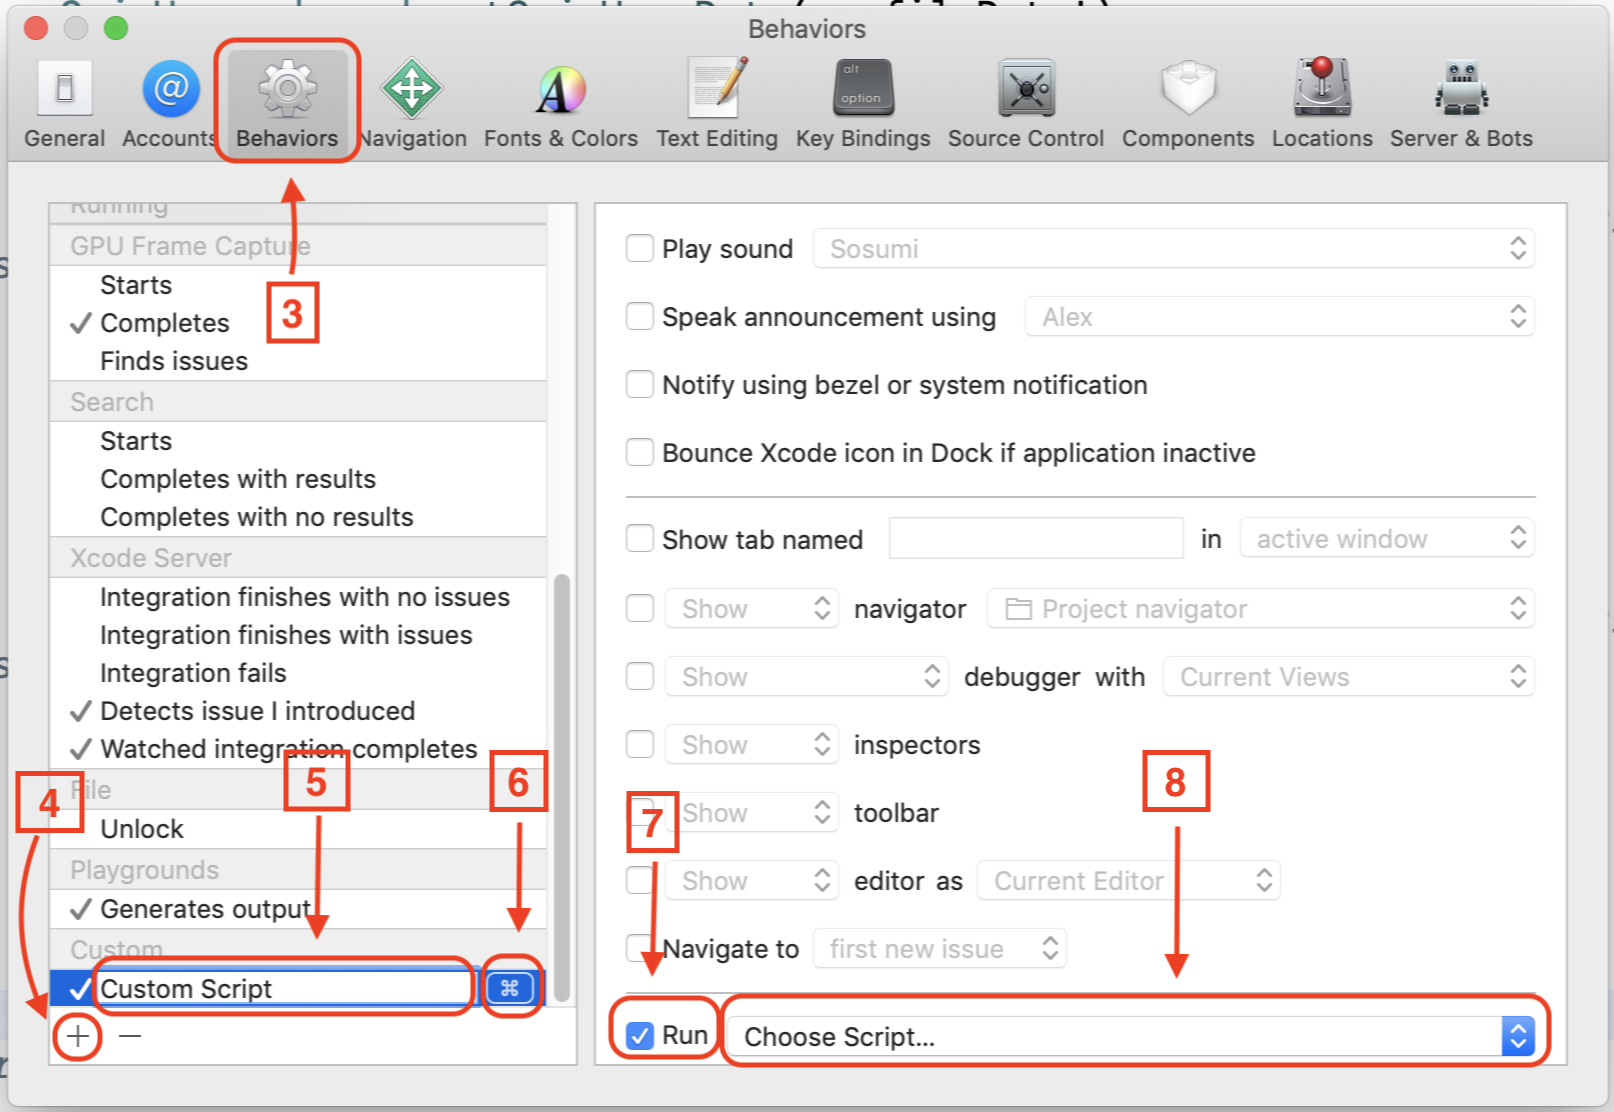 Behaviors
alt
option
General Accounts Behaviors Navigation Fonts & Colors Text Editing Key Bindings Source Control Components Locations Server & Bots
3
Running
GPU Frame Capture
Starts
Completes
Finds issues
Search
Starts
Completes with results
Completes with no results
Xcode Server
Integration finishes with no issues
Integration finishes with issues
Integration fails
Detects issue I introduced
Watched integration completes
4
5
6
File
Unlock
Playgrounds
Generates output
Custom
Custom Script ⌘
+ −
Play sound Sosumi
Speak announcement using Alex
Notify using bezel or system notification
Bounce Xcode icon in Dock if application inactive
Show tab named in active window
Show navigator Project navigator
Show debugger with Current Views
Show inspectors
7
8
Show toolbar
Show editor as Current Editor
Navigate to first new issue
Run Choose Script...